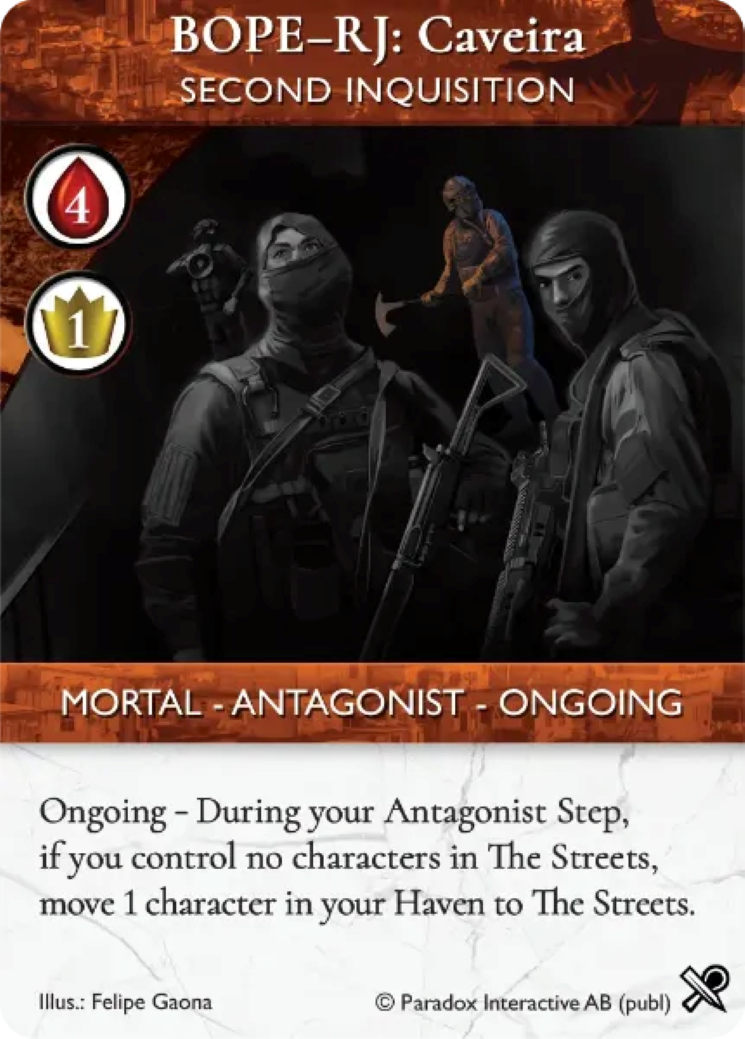 BOPE–RJ: Caveira
SECOND INQUISITION
4
1
MORTAL - ANTAGONIST - ONGOING
Ongoing – During your Antagonist Step,
if you control no characters in The Streets,
move 1 character in your Haven to The Streets.
Illus.: Felipe Gaona
© Paradox Interactive AB (publ)